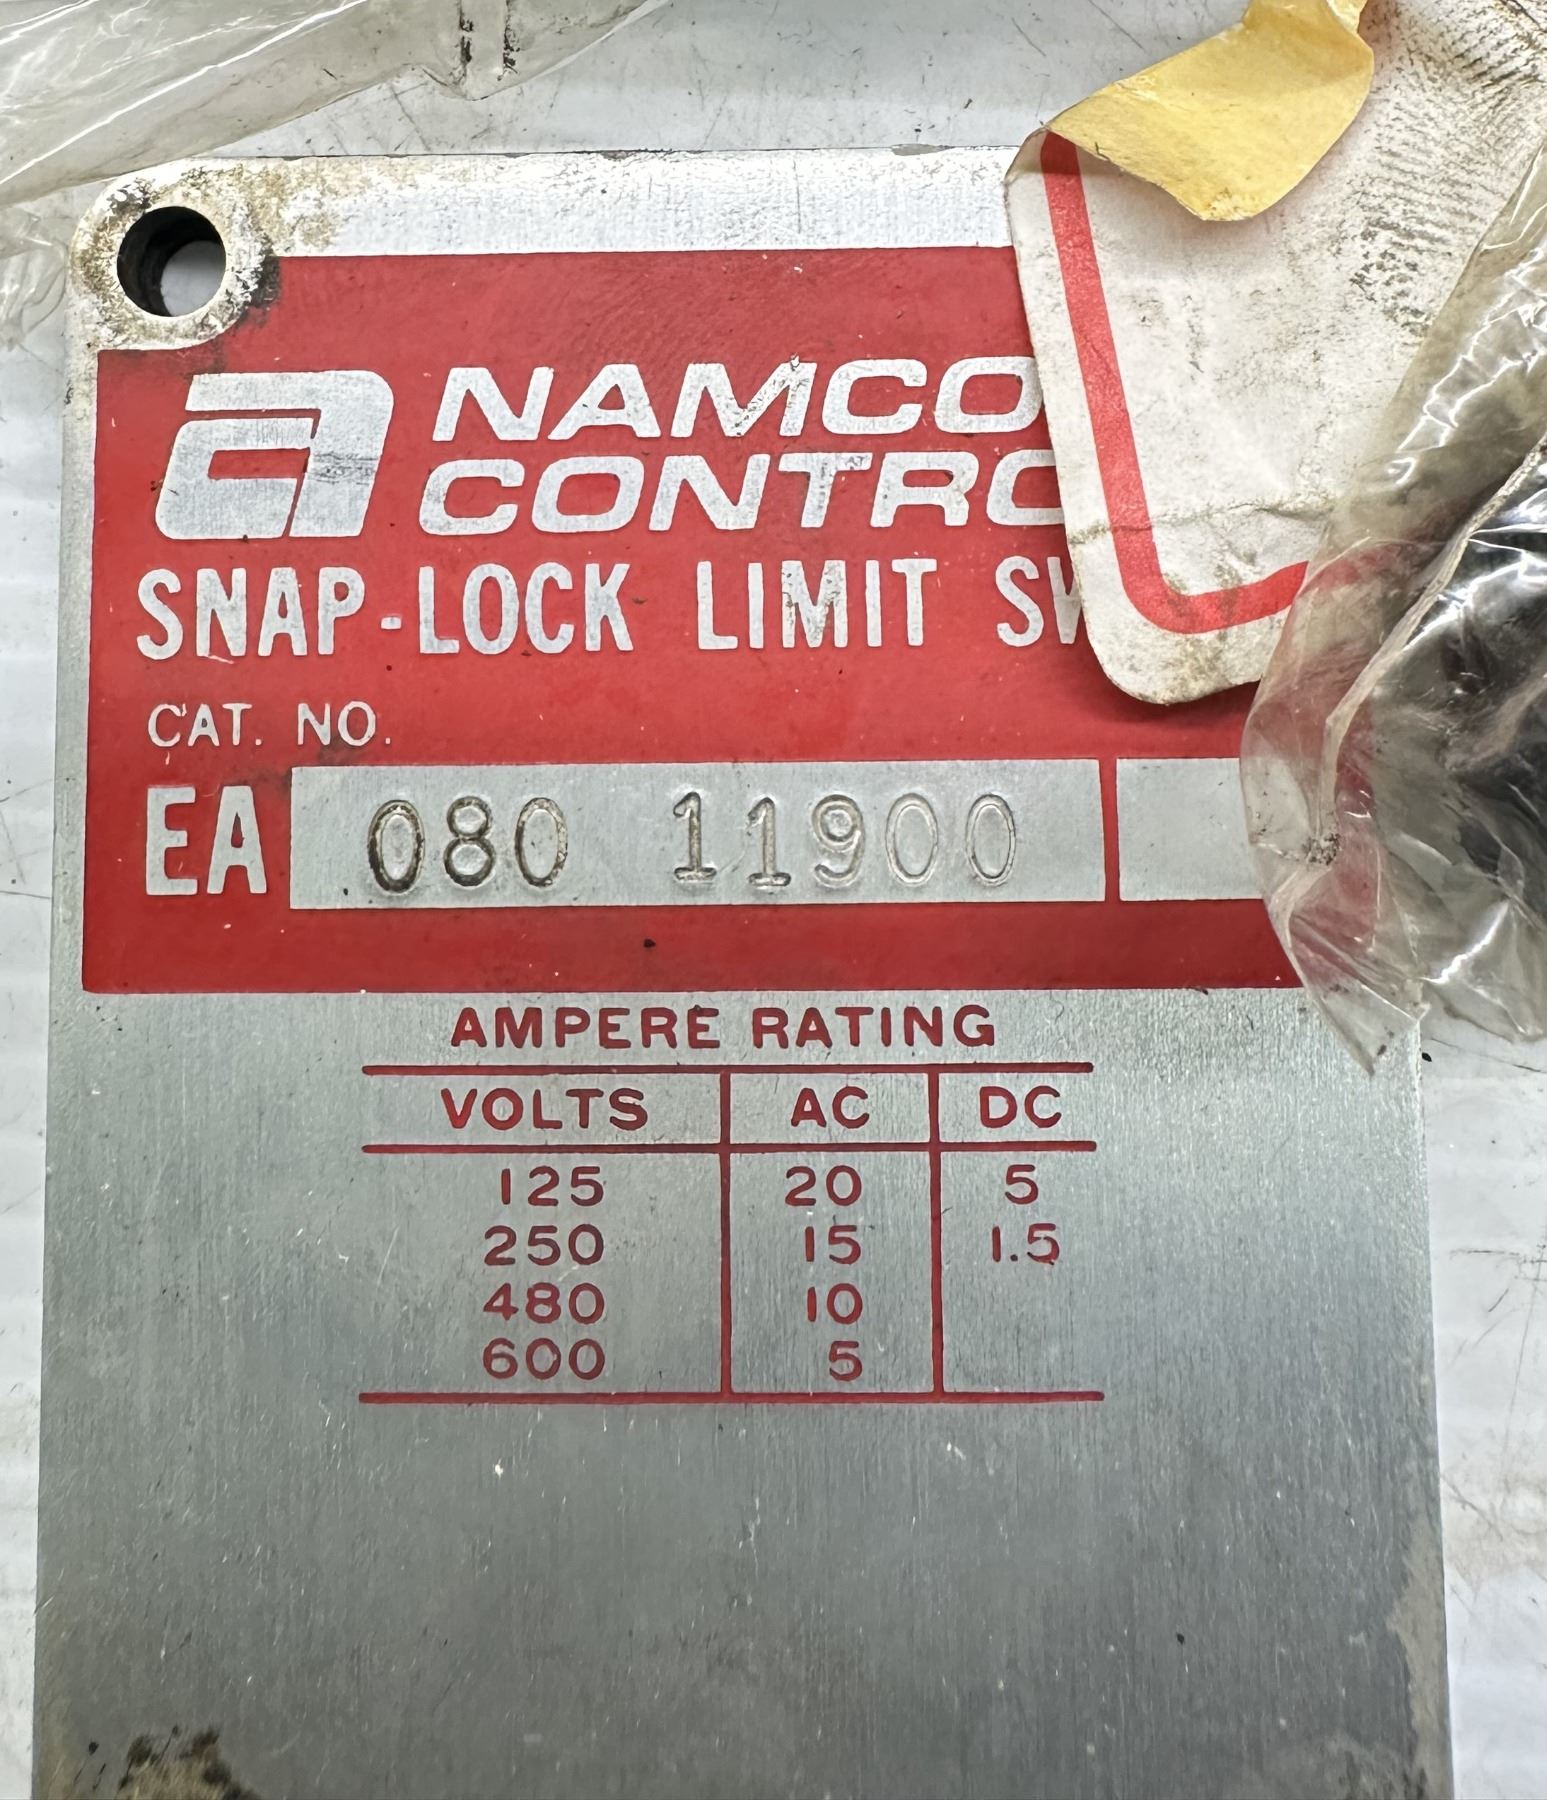 NAMCO
CONTRO
SNAP-LOCK LIMIT SW
CAT. NO.
EA 080 11900
AMPERE RATING
VOLTS AC DC
125 20 5
250 15 1.5
480 10
600 5